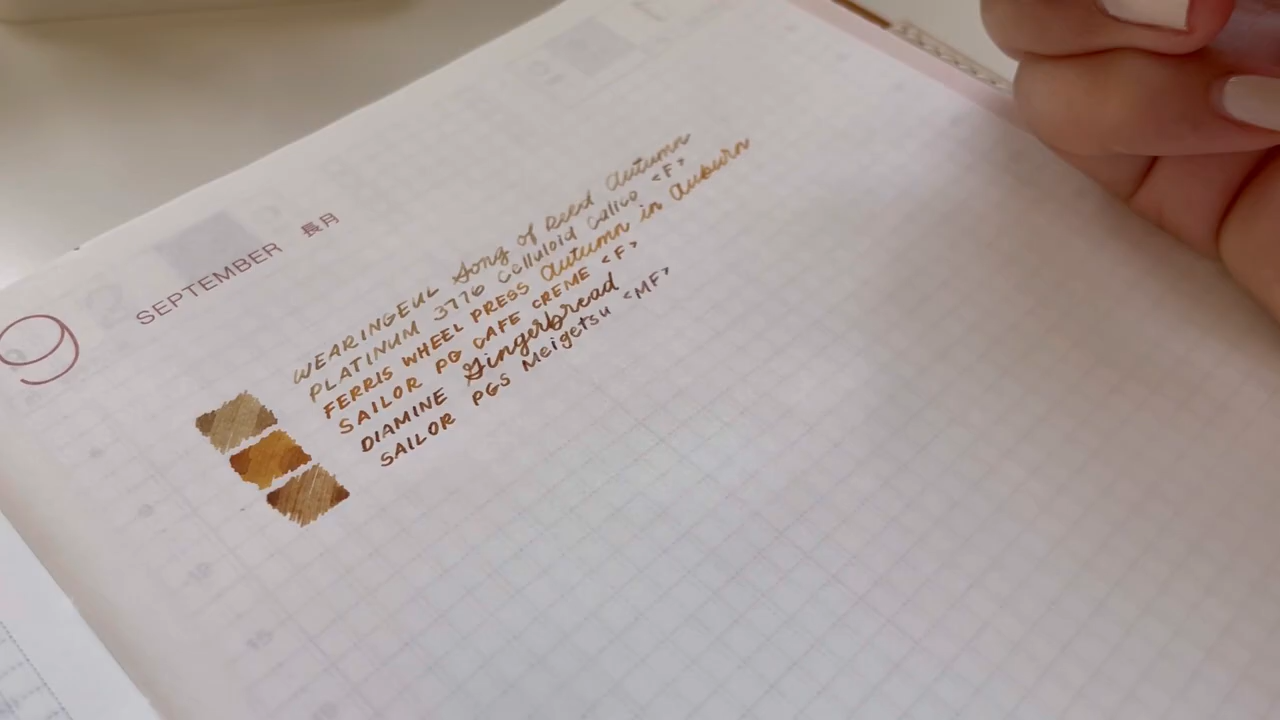 9
SEPTEMBER 長月
WEARINGEUL Song of Reed Autumn
PLATINUM 3776 Celluloid Calico <F>
FERRIS WHEEL PRESS Autumn in Auburn
SAILOR PG CAFE CREME <F>
DIAMINE Gingerbread
SAILOR PGS Meigetsu <MF>